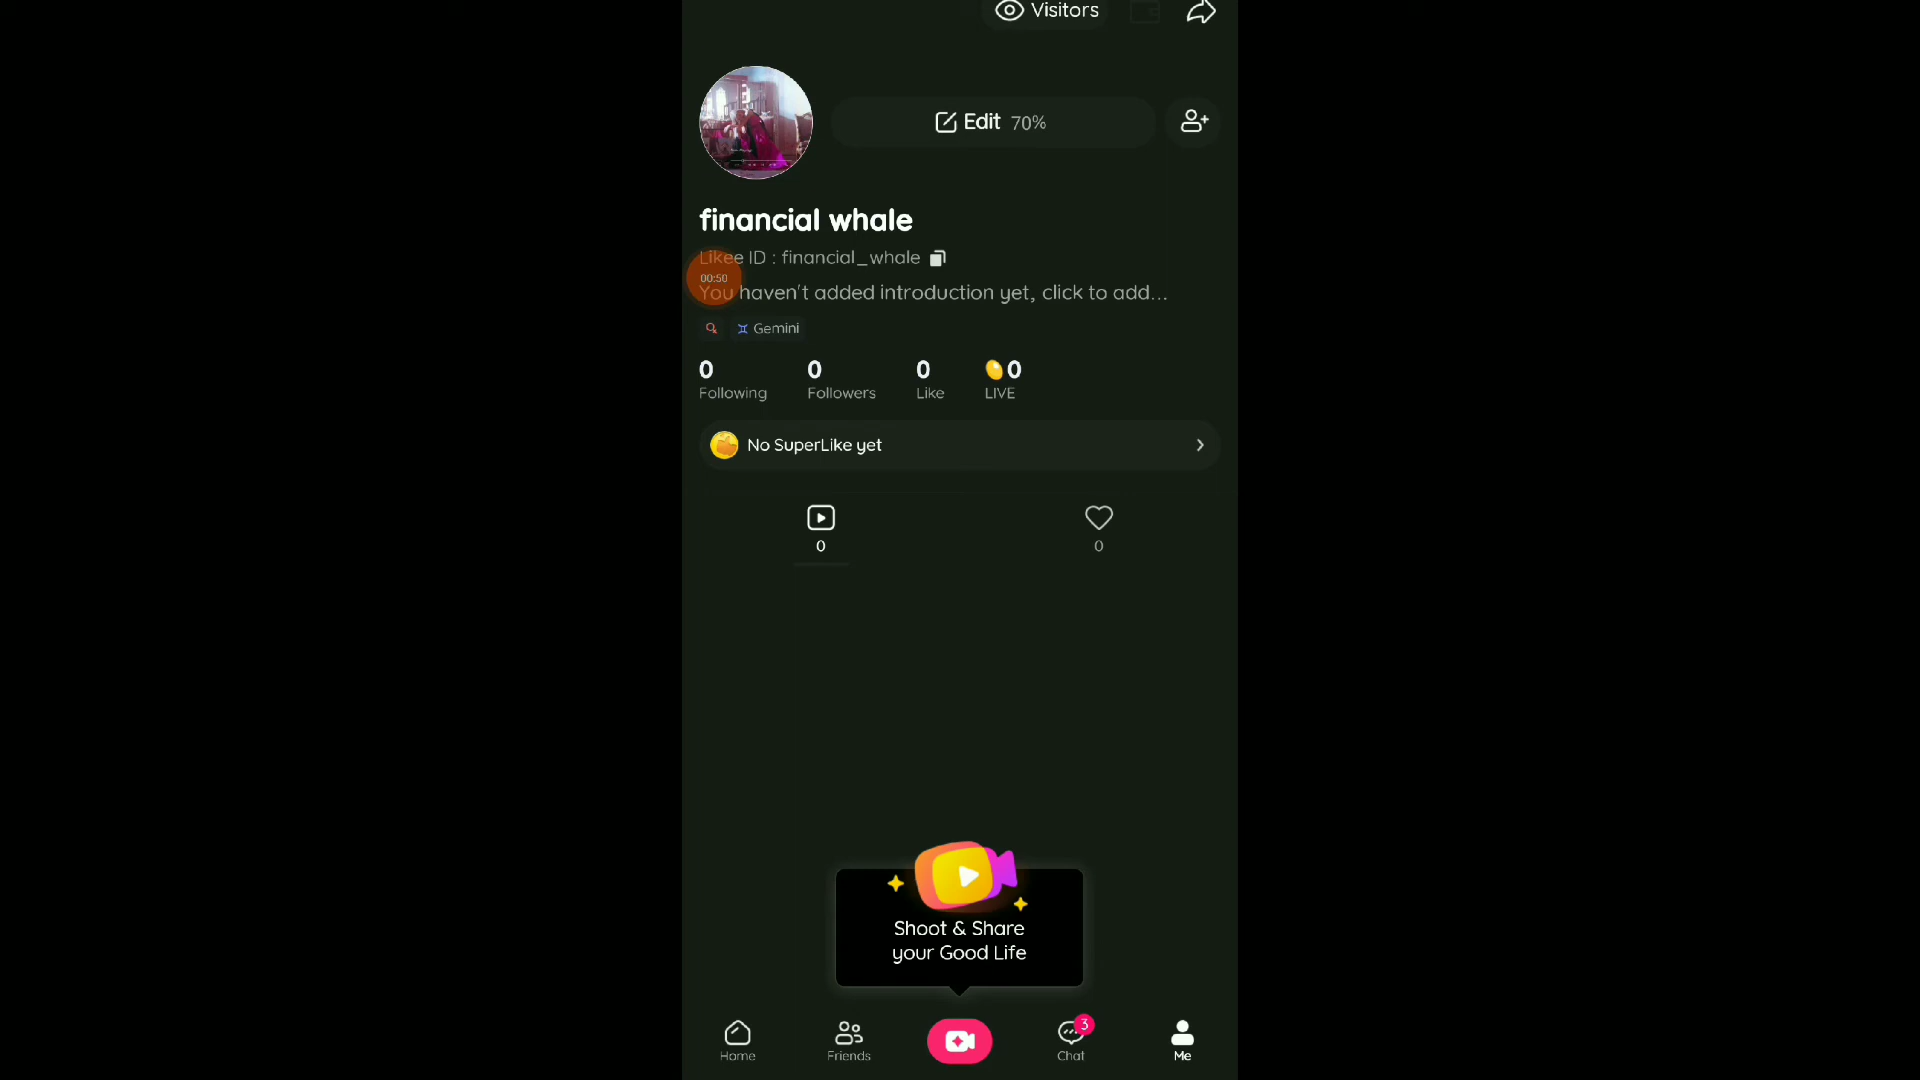 Visitors
Edit 70%
financial whale
Likee ID : financial_whale
00:50
You haven't added introduction yet, click to add...
Gemini
0 0 0 0
Following Followers Like LIVE
No SuperLike yet
0 0
Shoot & Share
your Good Life
3
Home Friends Chat Me